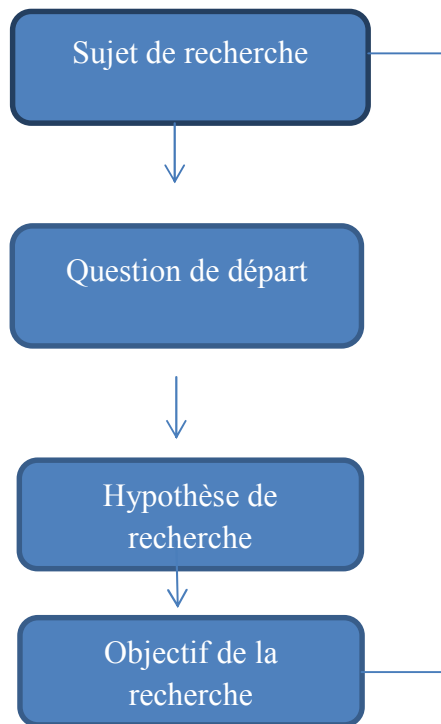 Sujet de recherche
Question de départ
Hypothèse de
recherche
Objectif de la
recherche